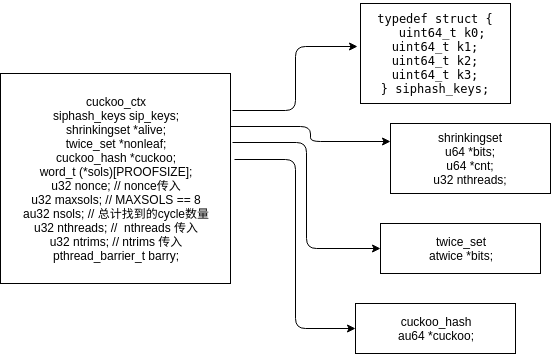 cuckoo_ctx
siphash_keys sip_keys;
shrinkingset *alive;
twice_set *nonleaf;
cuckoo_hash *cuckoo;
word_t (*sols)[PROOFSIZE];
u32 nonce; // nonce传入
u32 maxsols; // MAXSOLS == 8
au32 nsols; // 总计找到的cycle数量
u32 nthreads; //  nthreads 传入
u32 ntrims; // ntrims 传入
pthread_barrier_t barry;
typedef struct {
uint64_t k0;
uint64_t k1;
uint64_t k2;
uint64_t k3;
} siphash_keys;
shrinkingset
u64 *bits;
u64 *cnt;
u32 nthreads;
twice_set
atwice *bits;
cuckoo_hash
au64 *cuckoo;